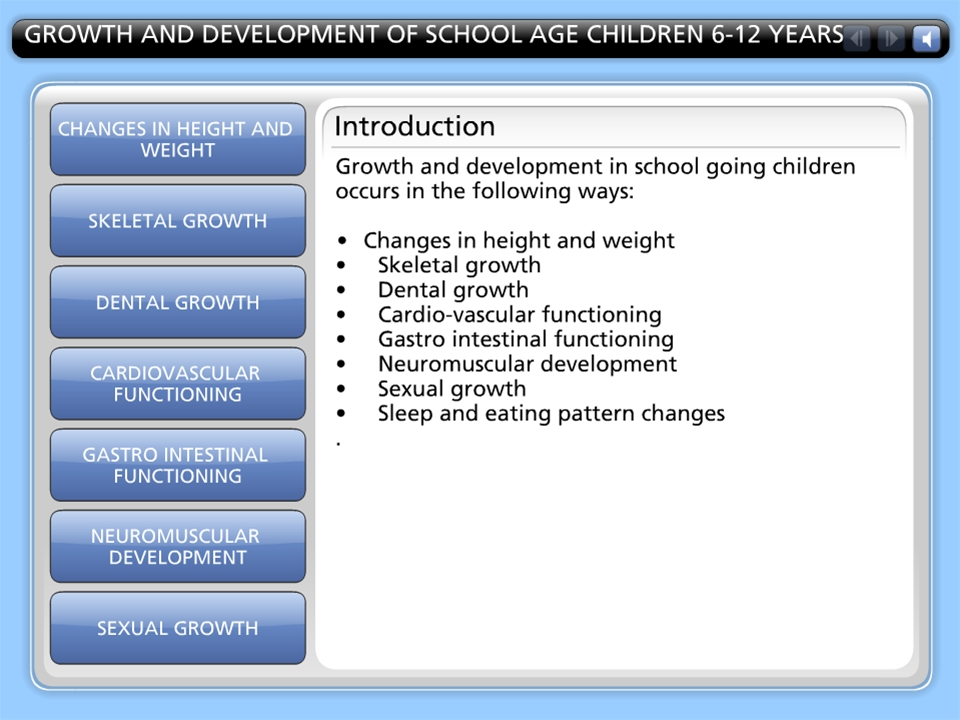 GROWTH AND DEVELOPMENT OF SCHOOL AGE CHILDREN 6-12 YEARS
CHANGES IN HEIGHT AND
WEIGHT
SKELETAL GROWTH
DENTAL GROWTH
CARDIOVASCULAR
FUNCTIONING
GASTRO INTESTINAL
FUNCTIONING
NEUROMUSCULAR
DEVELOPMENT
SEXUAL GROWTH
Introduction
Growth and development in school going children
occurs in the following ways:
• Changes in height and weight
• Skeletal growth
• Dental growth
• Cardio-vascular functioning
• Gastro intestinal functioning
• Neuromuscular development
• Sexual growth
• Sleep and eating pattern changes
.